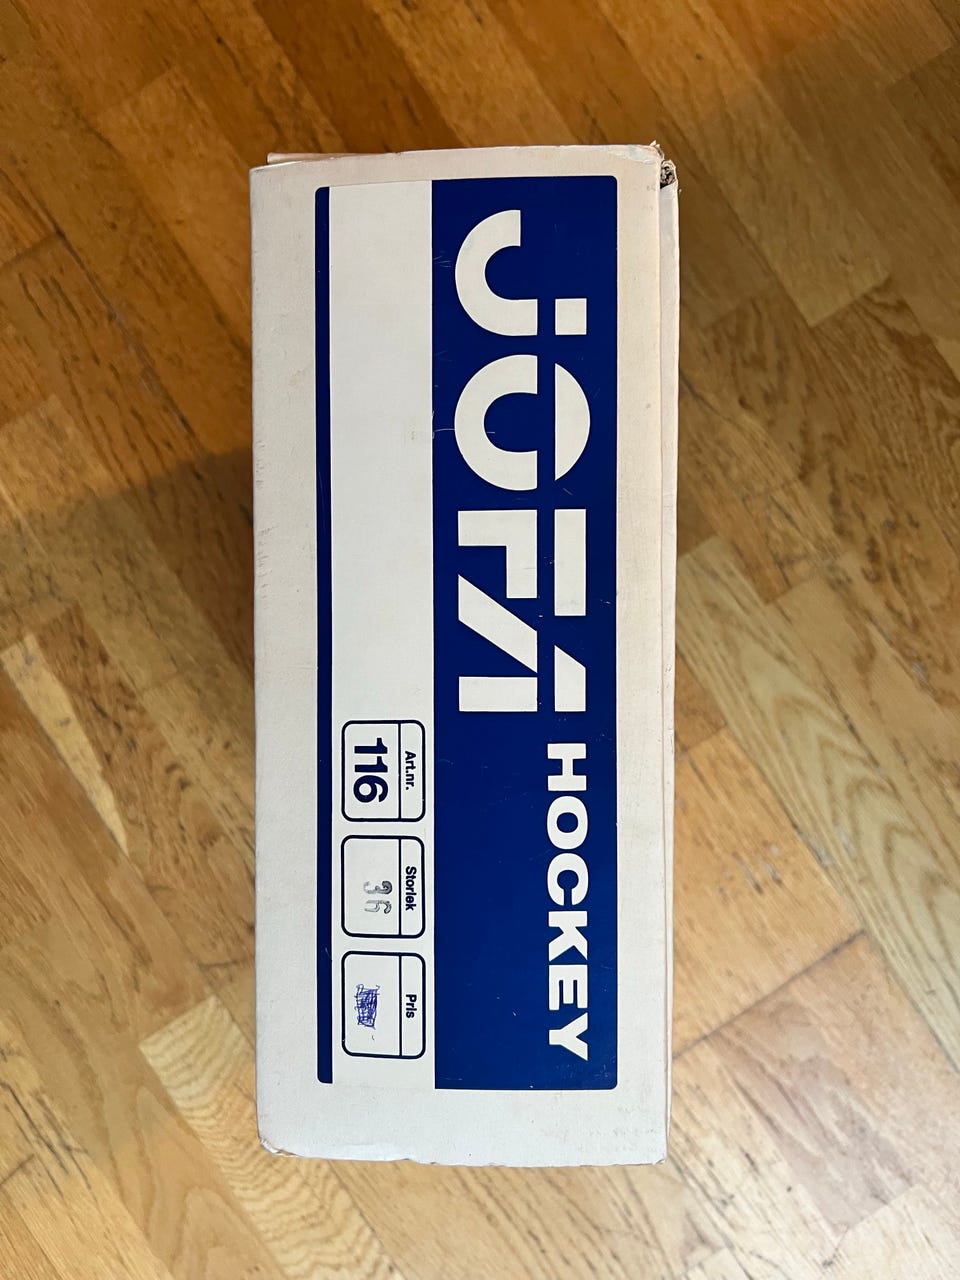 JOFA HOCKEY
Art.nr. Storlek Pris
116 36